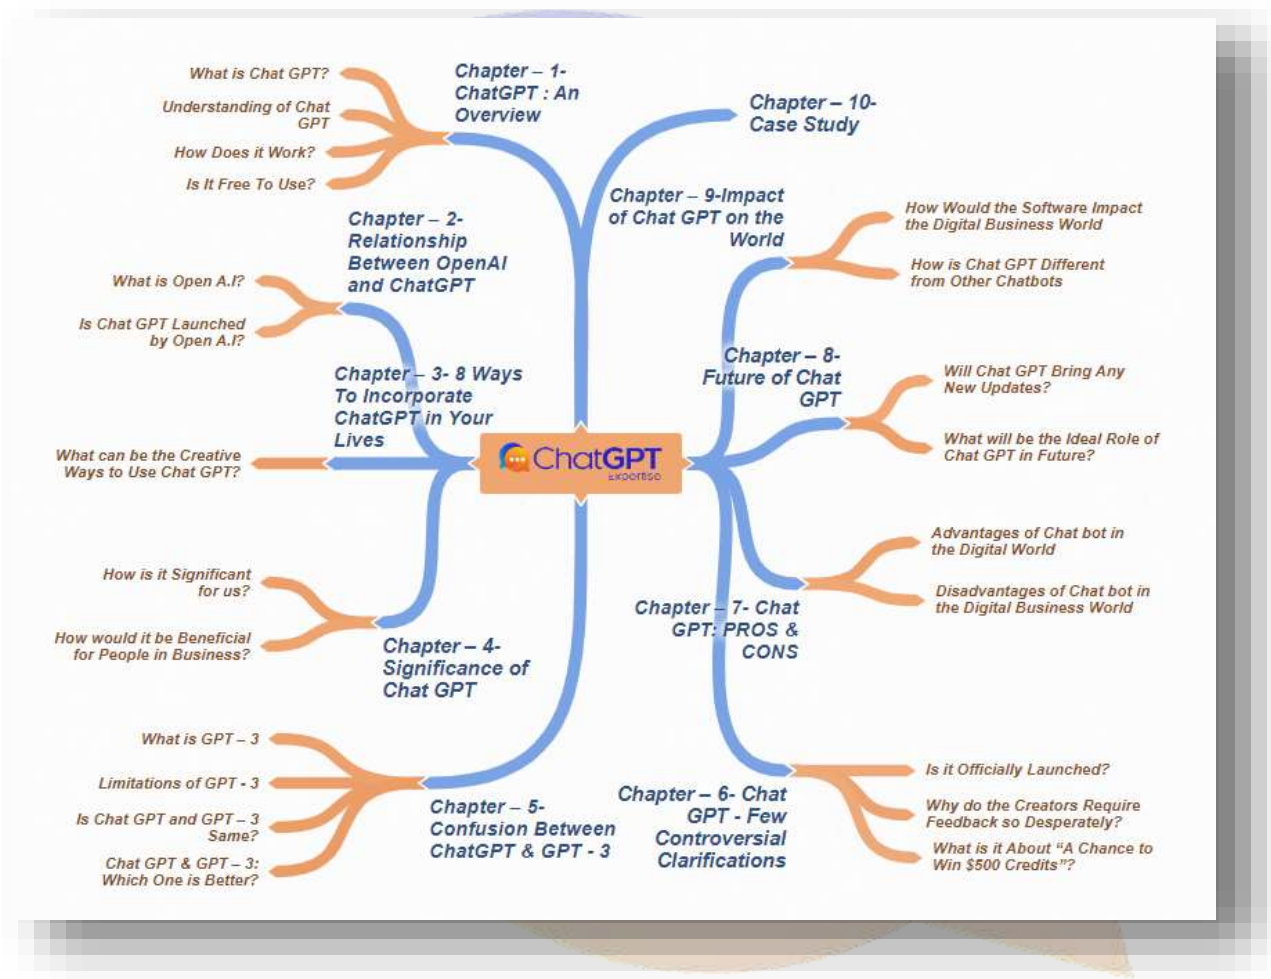 Chapter – 1-
ChatGPT : An
Overview
What is Chat GPT?
Understanding of Chat
GPT
How Does it Work?
Is It Free To Use?
Chapter – 2-
Relationship
Between OpenAI
and ChatGPT
What is Open A.I?
Is Chat GPT Launched
by Open A.I?
Chapter – 3- 8 Ways
To Incorporate
ChatGPT in Your
Lives
What can be the Creative
Ways to Use Chat GPT?
Chapter – 4-
Significance of
Chat GPT
How is it Significant
for us?
How would it be Beneficial
for People in Business?
Chapter – 5-
Confusion Between
ChatGPT & GPT - 3
What is GPT – 3
Limitations of GPT - 3
Is Chat GPT and GPT – 3
Same?
Chat GPT & GPT – 3:
Which One is Better?
ChatGPT
Expertise
Chapter – 10-
Case Study
Chapter – 9-Impact
of Chat GPT on the
World
How Would the Software Impact
the Digital Business World
How is Chat GPT Different
from Other Chatbots
Chapter – 8-
Future of Chat
GPT
Will Chat GPT Bring Any
New Updates?
What will be the Ideal Role of
Chat GPT in Future?
Chapter – 7- Chat
GPT: PROS &
CONS
Advantages of Chat bot in
the Digital World
Disadvantages of Chat bot in
the Digital Business World
Chapter – 6- Chat
GPT - Few
Controversial
Clarifications
Is it Officially Launched?
Why do the Creators Require
Feedback so Desperately?
What is it About “A Chance to
Win $500 Credits”?